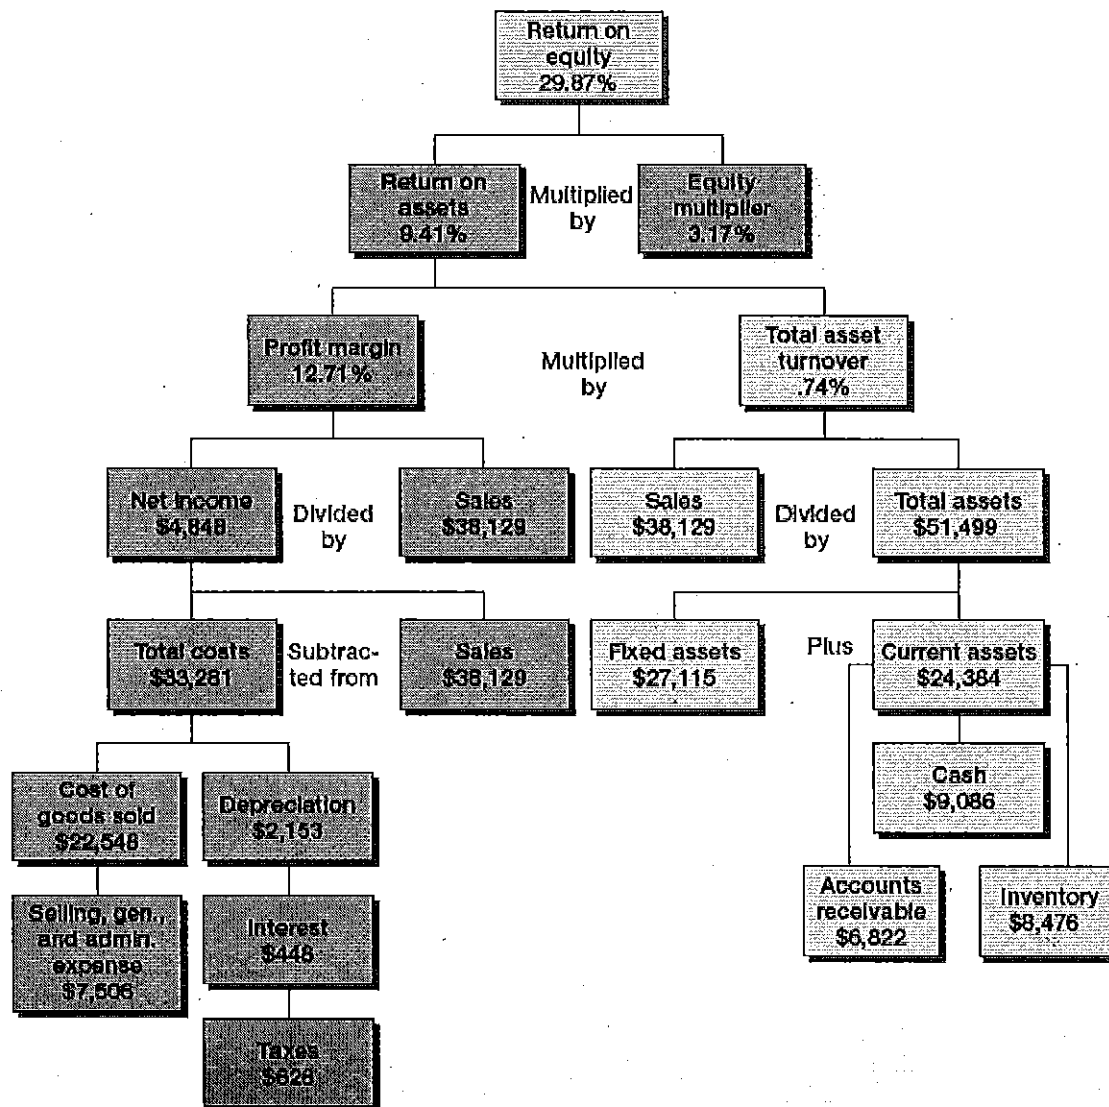 Return on
equity
29.87%
Return on
assets
9.41%
Multiplied
by
Equity
multiplier
3.17%
Profit margin
12.71%
Multiplied
by
Total asset
turnover
.74%
Net income
$4,848
Divided
by
Sales
$38,129
Sales
$38,129
Divided
by
Total assets
$51,499
Total costs
$33,281
Subtrac-
ted from
Sales
$38,129
Fixed assets
$27,115
Plus
Current assets
$24,384
Cost of
goods sold
$22,546
Depreciation
$2,153
Cash
$9,086
Selling, gen.,
and admin.
expense
$7,506
Interest
$448
Accounts
receivable
$6,822
Inventory
$8,476
Taxes
$628